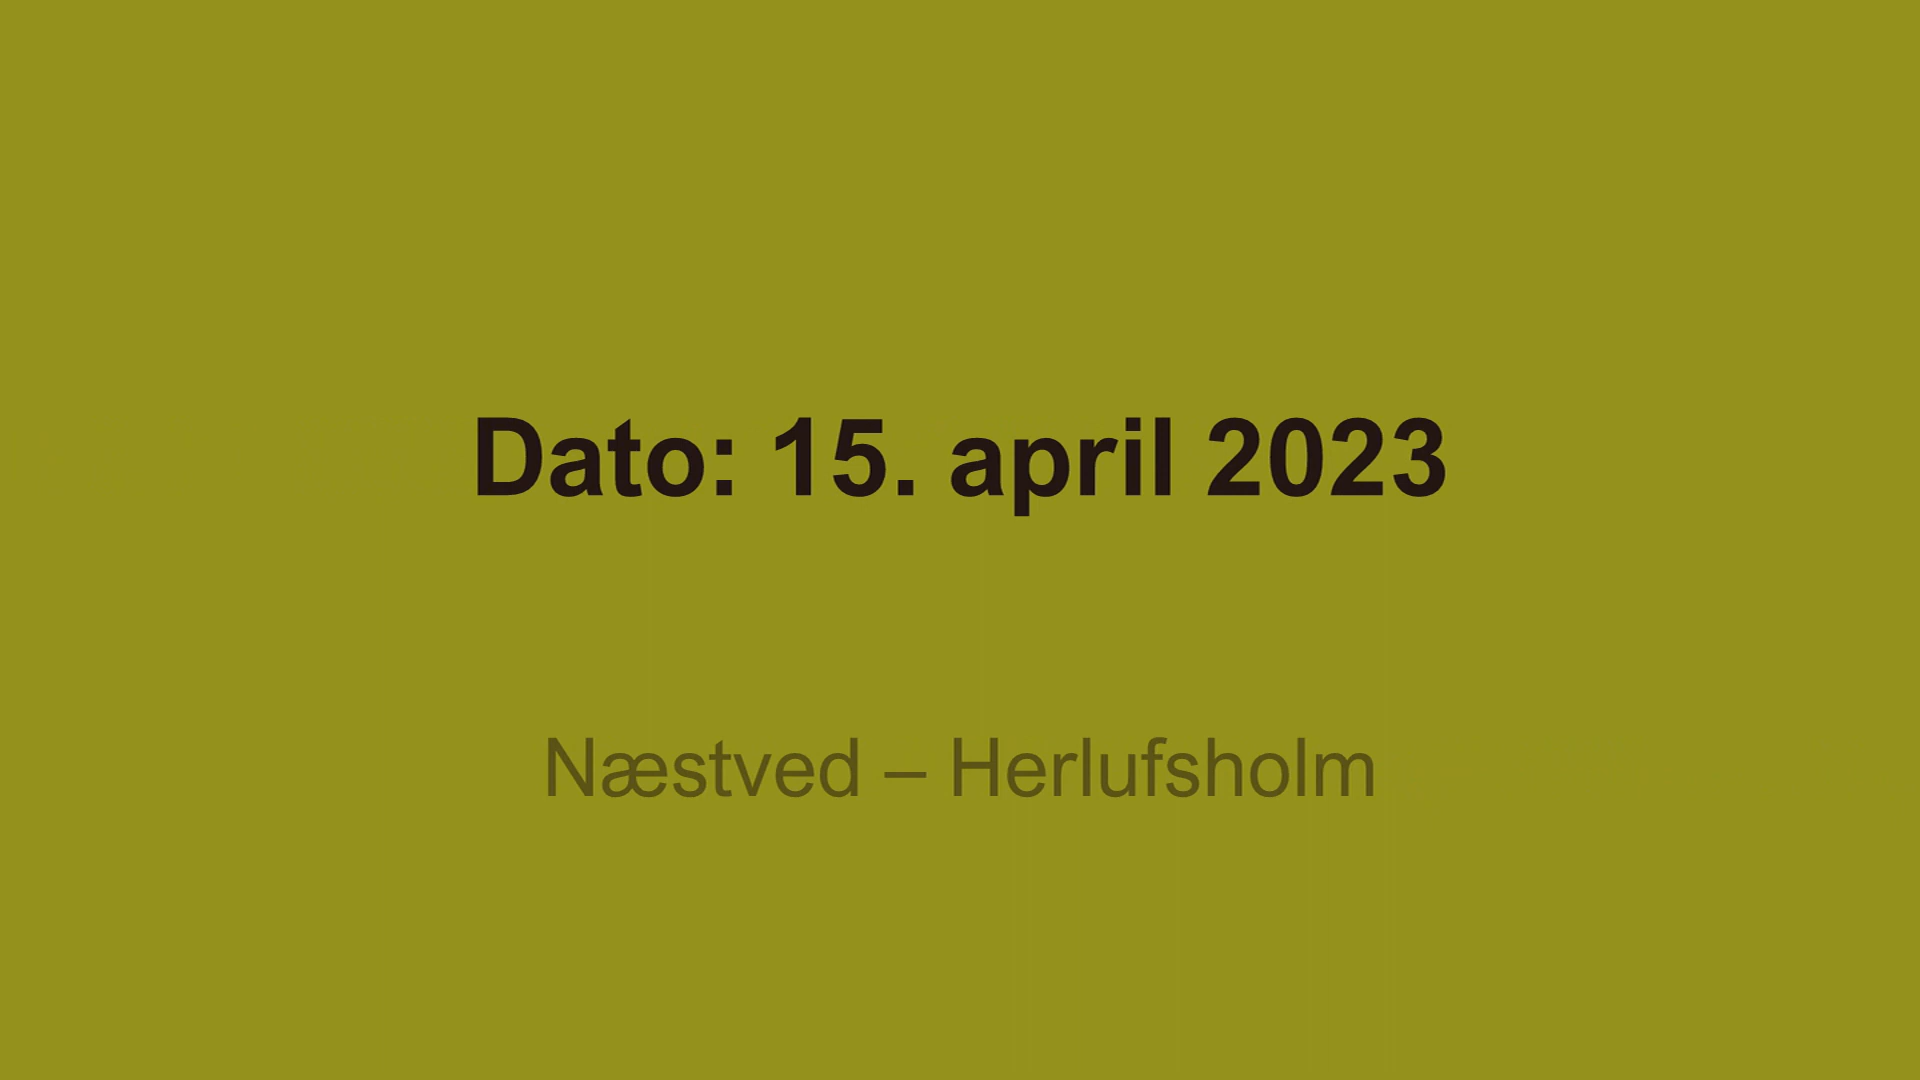 Dato: 15. april 2023
Næstved – Herlufsholm